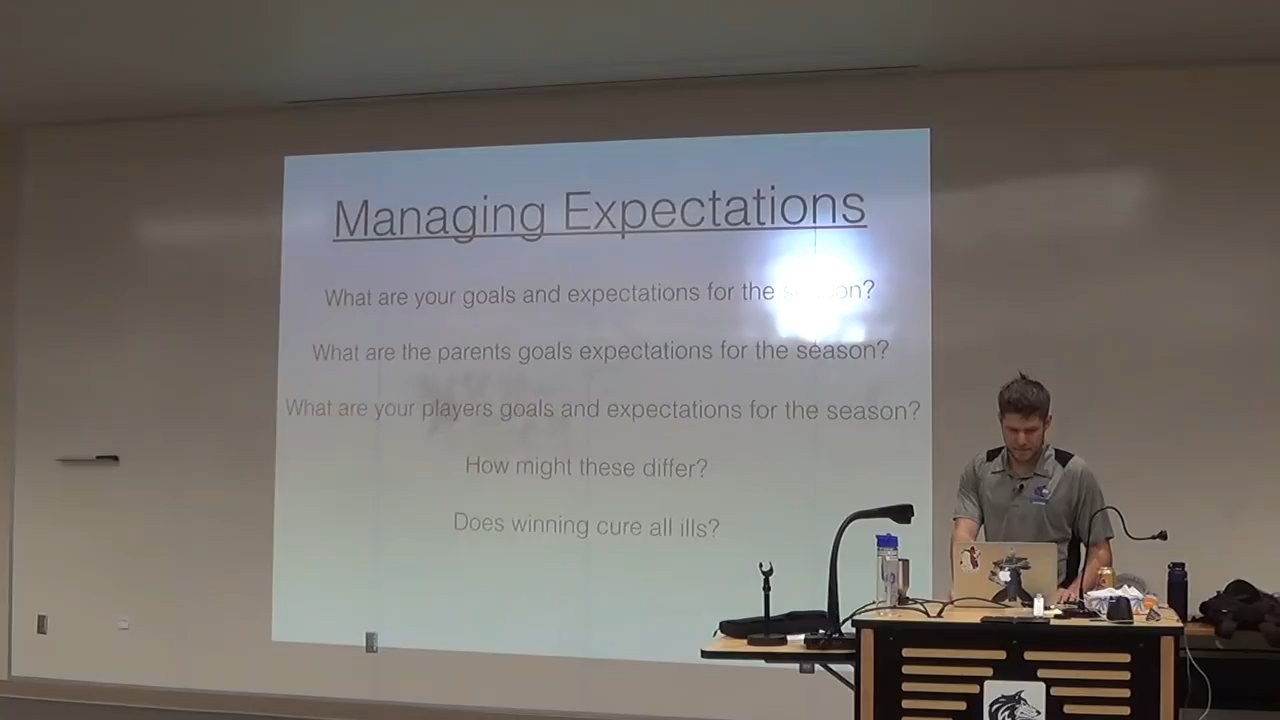 Managing Expectations
What are your goals and expectations for the season?
What are the parents goals expectations for the season?
What are your players goals and expectations for the season?
How might these differ?
Does winning cure all ills?